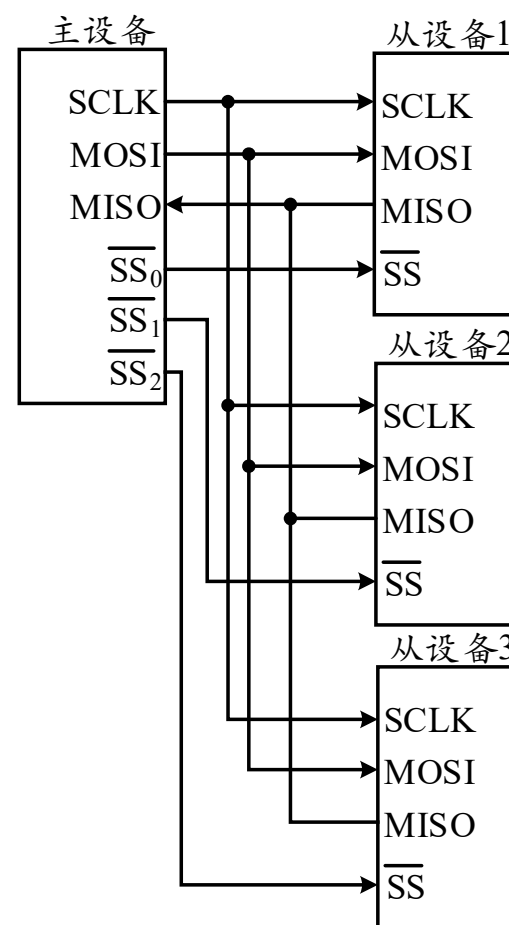 主设备
SCLK
MOSI
MISO
SS0
SS1
SS2
从设备1
SCLK
MOSI
MISO
SS
从设备2
SCLK
MOSI
MISO
SS
从设备3
SCLK
MOSI
MISO
SS